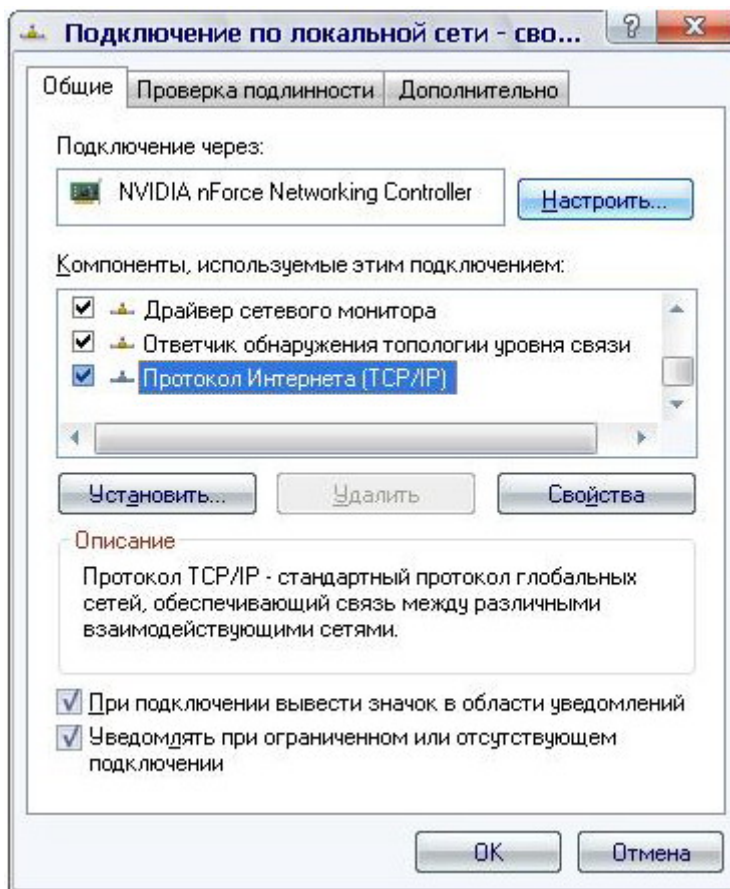 Подключение по локальной сети - сво...
Общие
Проверка подлинности
Дополнительно
Подключение через:
NVIDIA nForce Networking Controller
Настроить...
Компоненты, используемые этим подключением:
Драйвер сетевого монитора
Ответчик обнаружения топологии уровня связи
Протокол Интернета (TCP/IP)
Установить...
Удалить
Свойства
Описание
Протокол TCP/IP - стандартный протокол глобальных
сетей, обеспечивающий связь между различными
взаимодействующими сетями.
При подключении вывести значок в области уведомлений
Уведомлять при ограниченном или отсутствующем
подключении
OK
Отмена